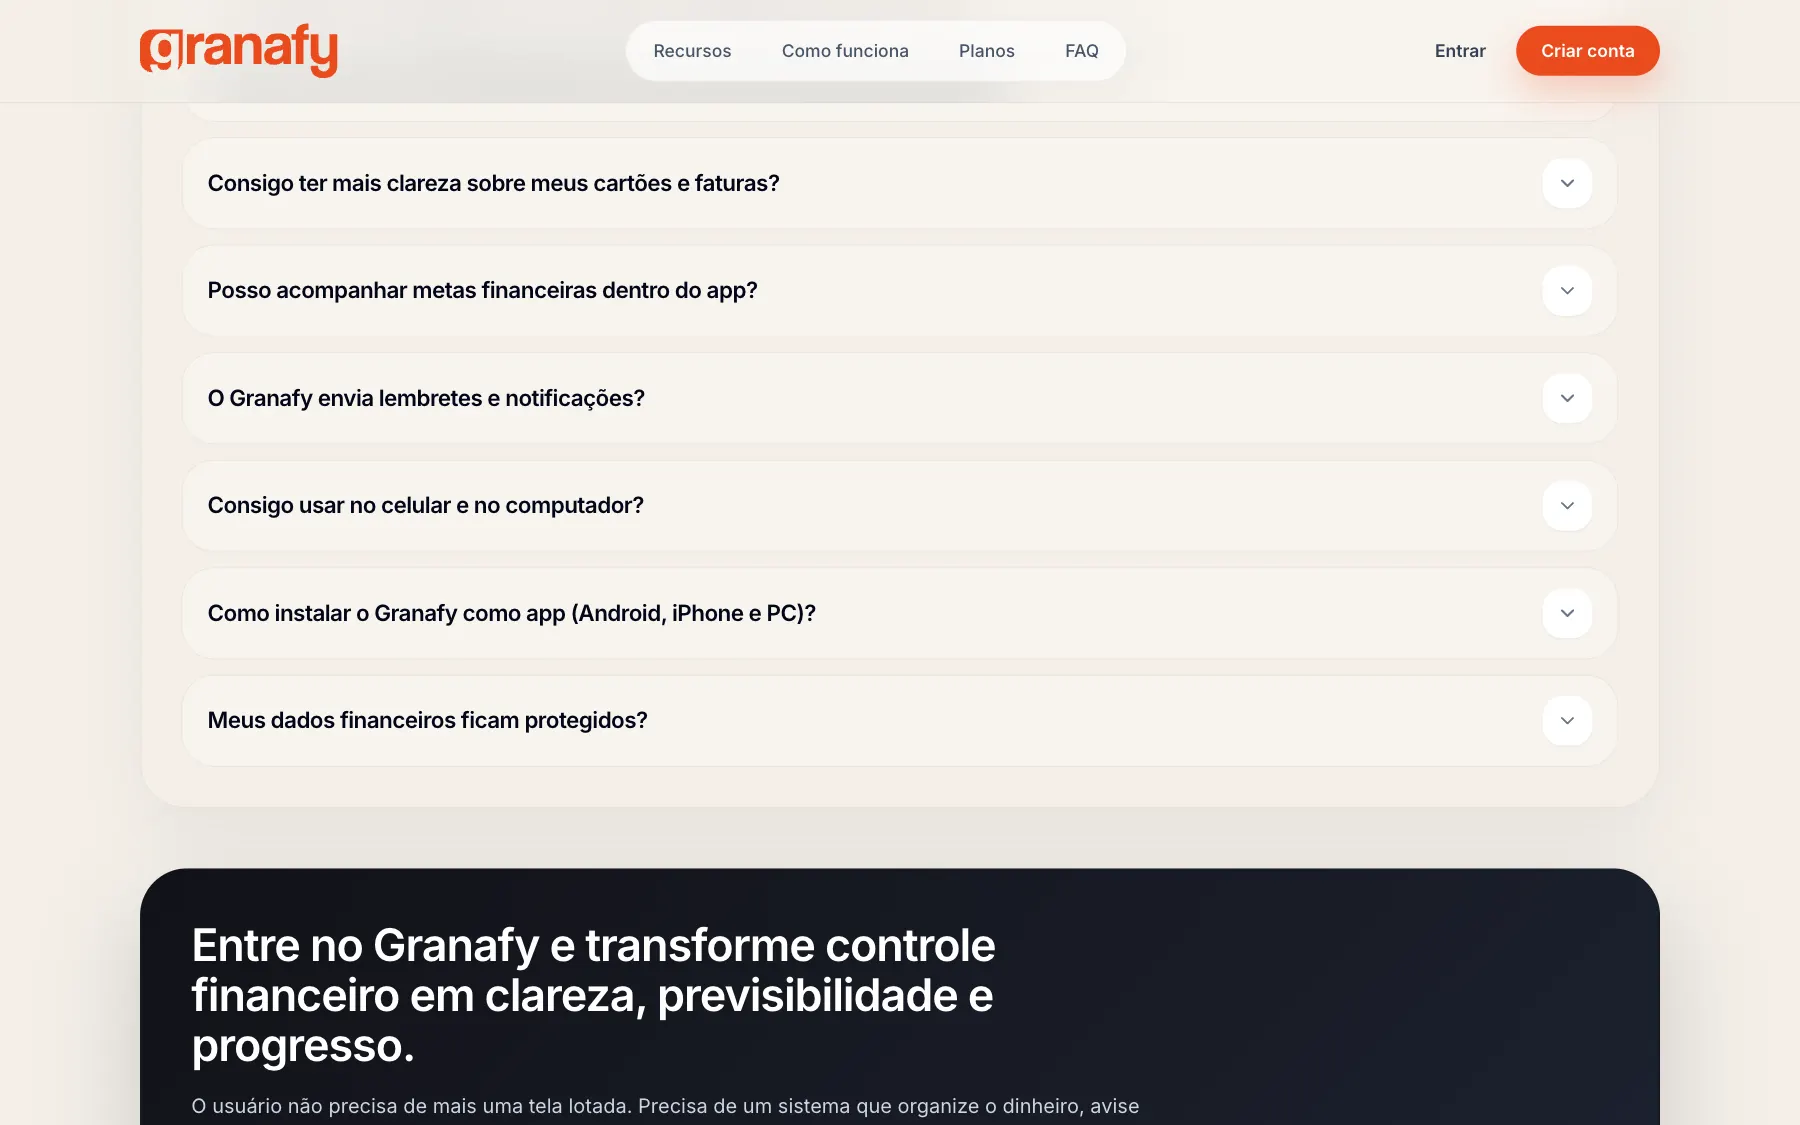 granafy
Recursos
Como funciona
Planos
FAQ
Entrar
Criar conta
Consigo ter mais clareza sobre meus cartões e faturas?
Posso acompanhar metas financeiras dentro do app?
O Granafy envia lembretes e notificações?
Consigo usar no celular e no computador?
Como instalar o Granafy como app (Android, iPhone e PC)?
Meus dados financeiros ficam protegidos?
Entre no Granafy e transforme controle
financeiro em clareza, previsibilidade e
progresso.
O usuário não precisa de mais uma tela lotada. Precisa de um sistema que organize o dinheiro, avise